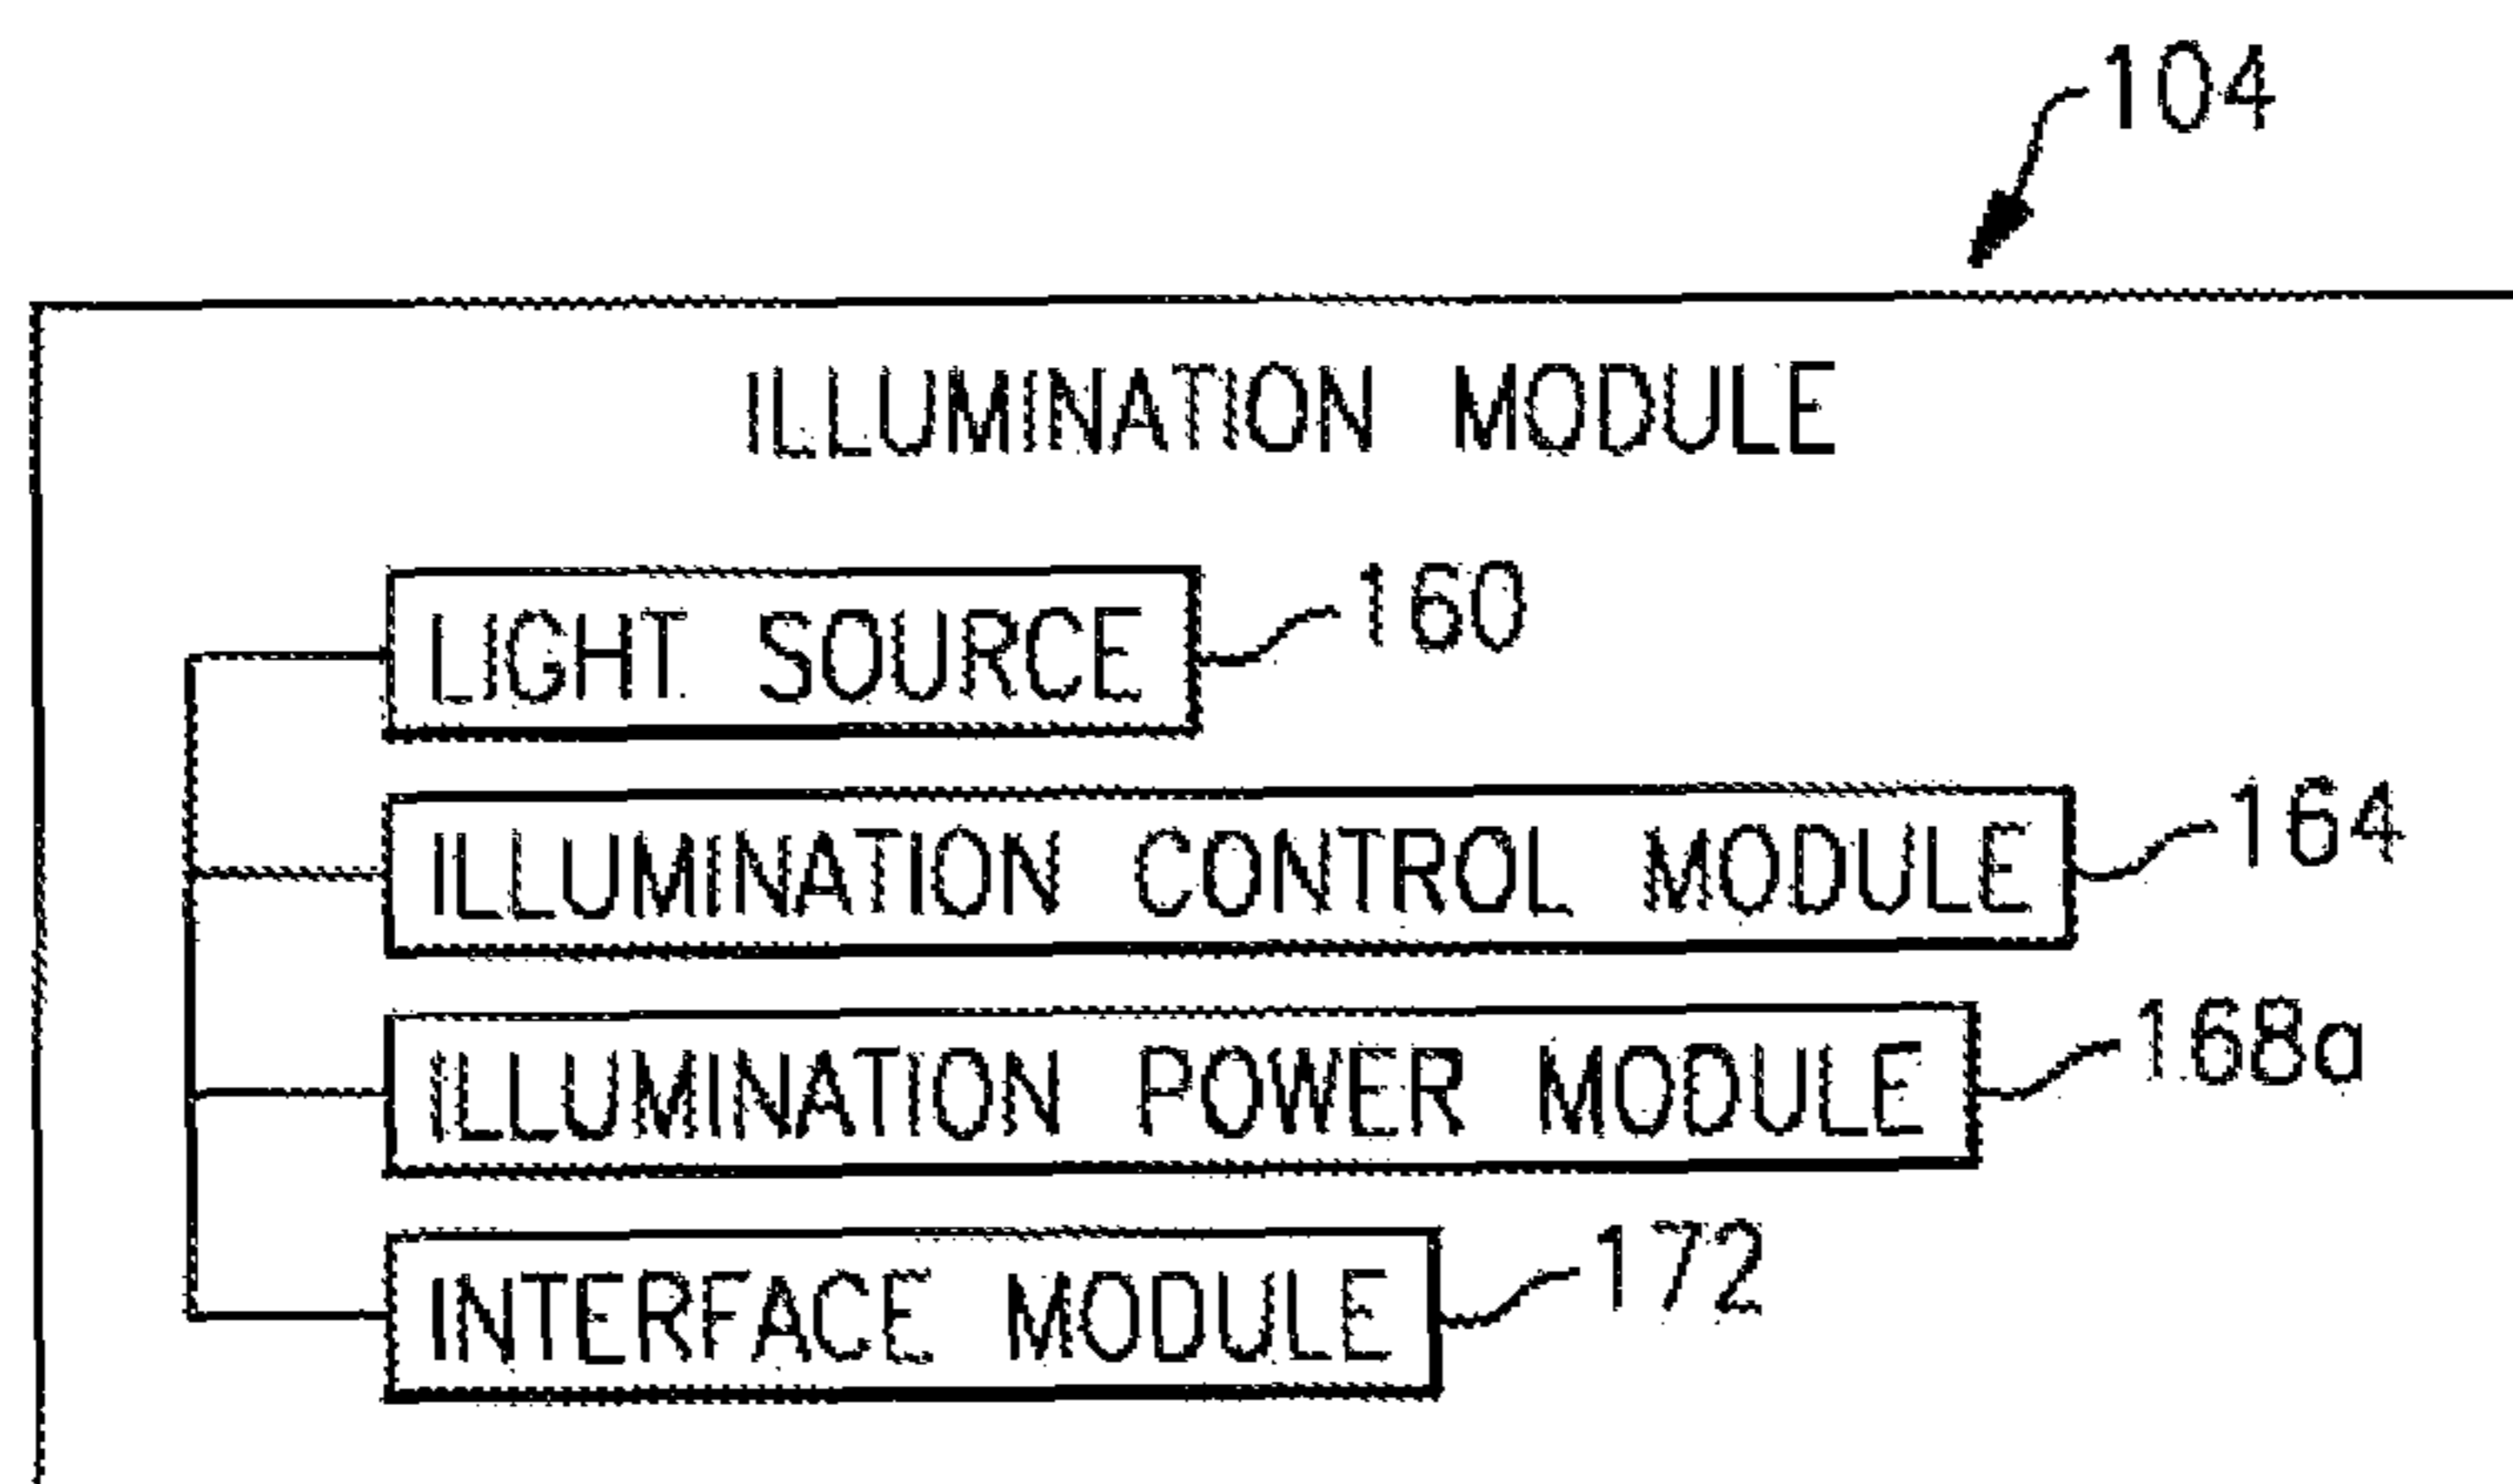 104
ILLUMINATION MODULE
LIGHT SOURCE 160
ILLUMINATION CONTROL MODULE 164
ILLUMINATION POWER MODULE 168a
INTERFACE MODULE 172